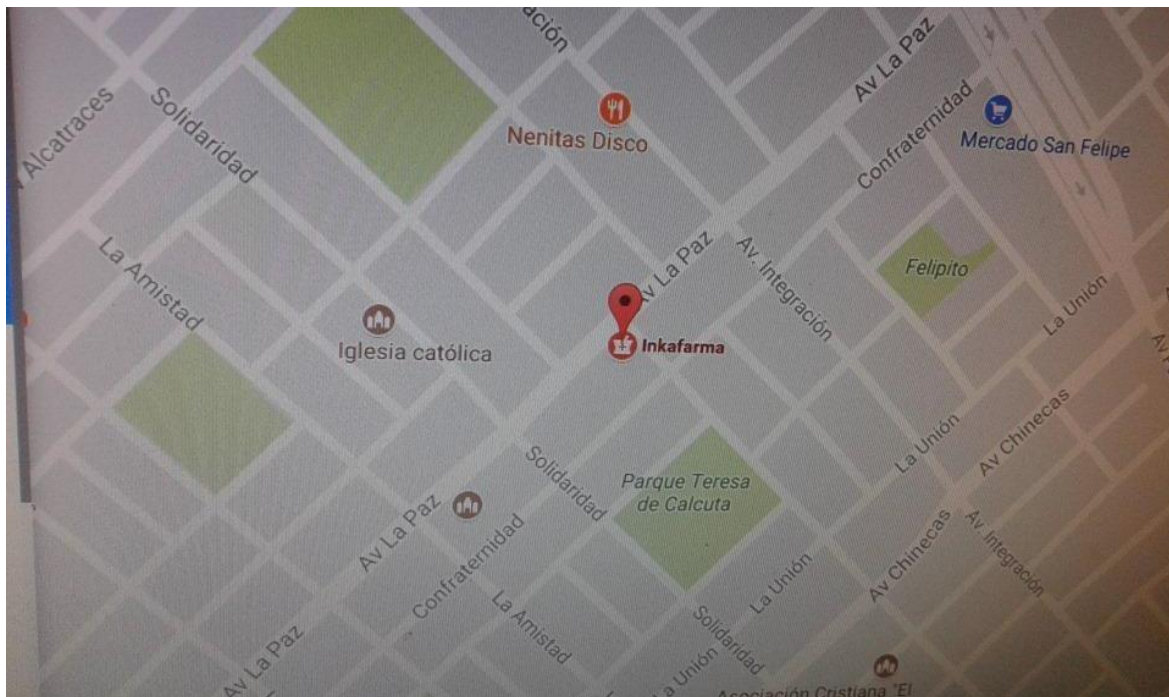 Av La Paz
Alcatraces
Solidaridad
Nenitas Disco
Confraternidad
Mercado San Felipe
La Amistad
Av La Paz
Av. Integración
Felipito
La Unión
Iglesia católica
Inkafarma
La Unión
Av Chinecas
Solidaridad
Parque Teresa
de Calcuta
Av La Paz
Confraternidad
La Unión
Av Chinecas
Av. Integración
La Amistad
Solidaridad
Av La Paz
La Unión
Asociación Cristiana "El